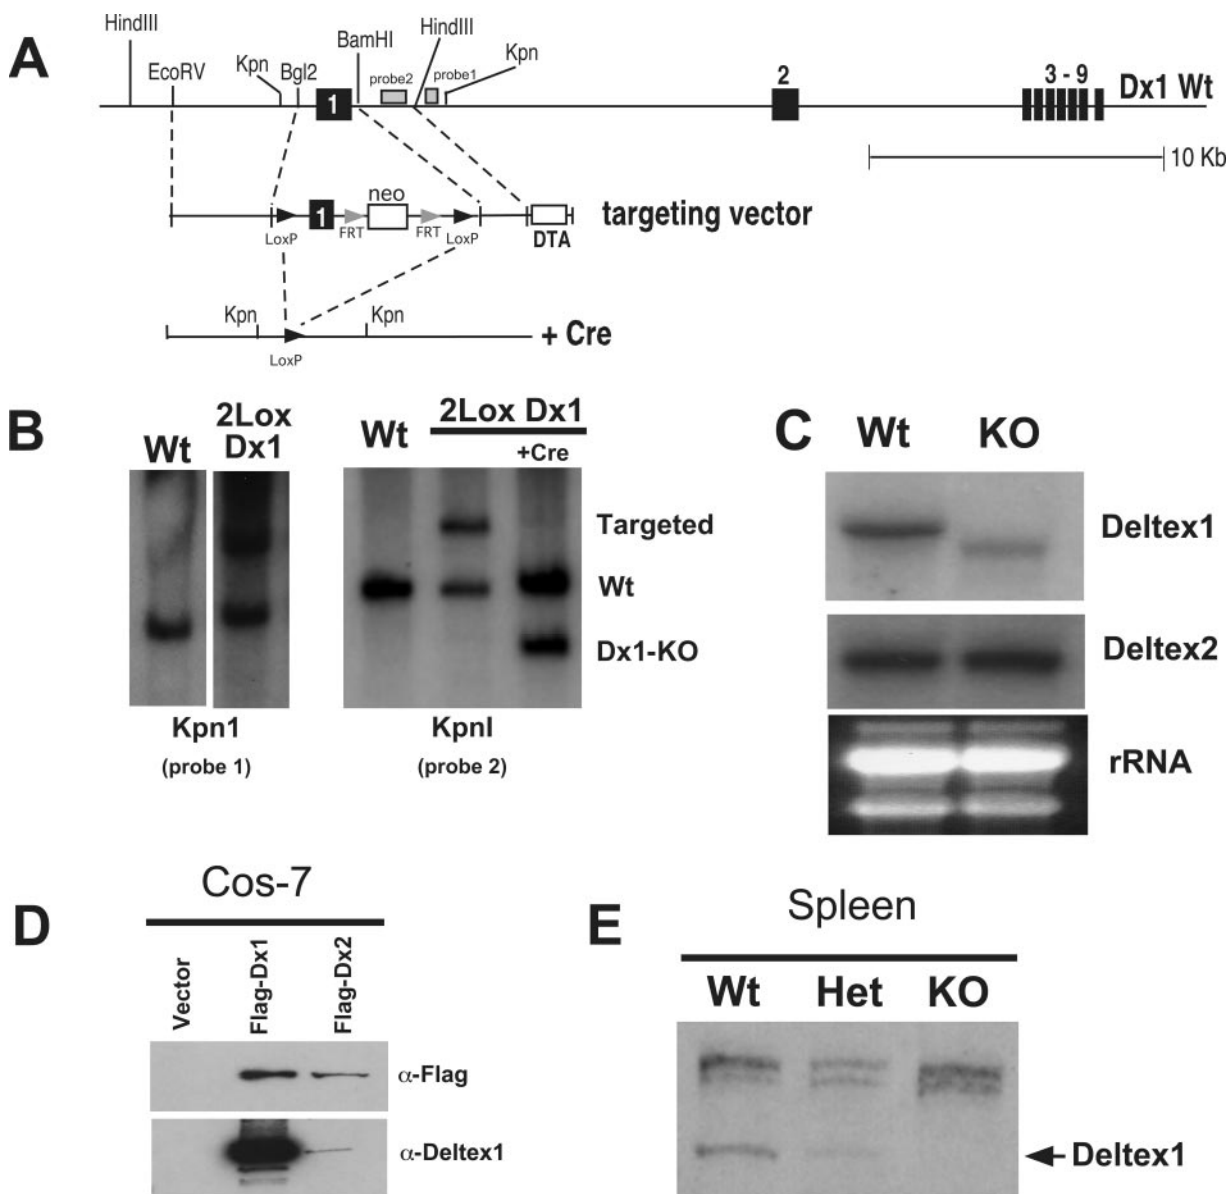 A
HindIII
EcoRV
Kpn
Bgl2
BamHI
HindIII
Kpn
probe2
probe1
1
2
3 - 9
Dx1 Wt
10 Kb
1
neo
LoxP
FRT
FRT
LoxP
DTA
targeting vector
Kpn
Kpn
LoxP
+ Cre
B
Wt
2Lox
Dx1
Kpn1
(probe 1)
Wt
2Lox Dx1
+Cre
Targeted
Wt
Dx1-KO
KpnI
(probe 2)
C
Wt KO
Deltex1
Deltex2
rRNA
D
Cos-7
Vector
Flag-Dx1
Flag-Dx2
α-Flag
α-Deltex1
E
Spleen
Wt Het KO
Deltex1